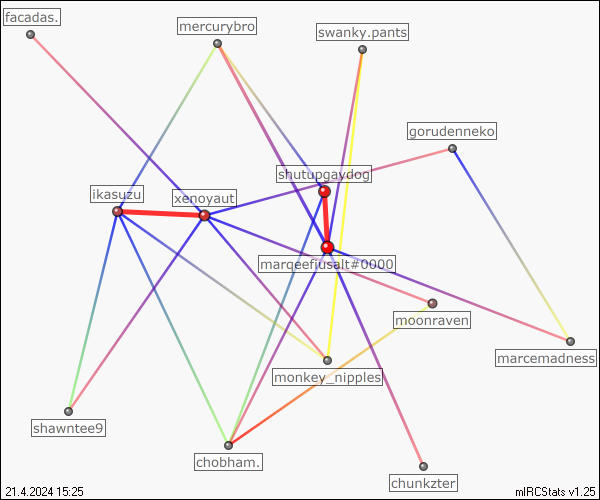 facadas.
mercurybro
swanky.pants
gorudenneko
shutupgaydog
ikasuzu
xenoyaut
marqeefjusalt#0000
moonraven
marcemadness
monkey_nipples
shawntee9
chobham.
chunkzter
21.4.2024 15:25
mIRCStats v1.25